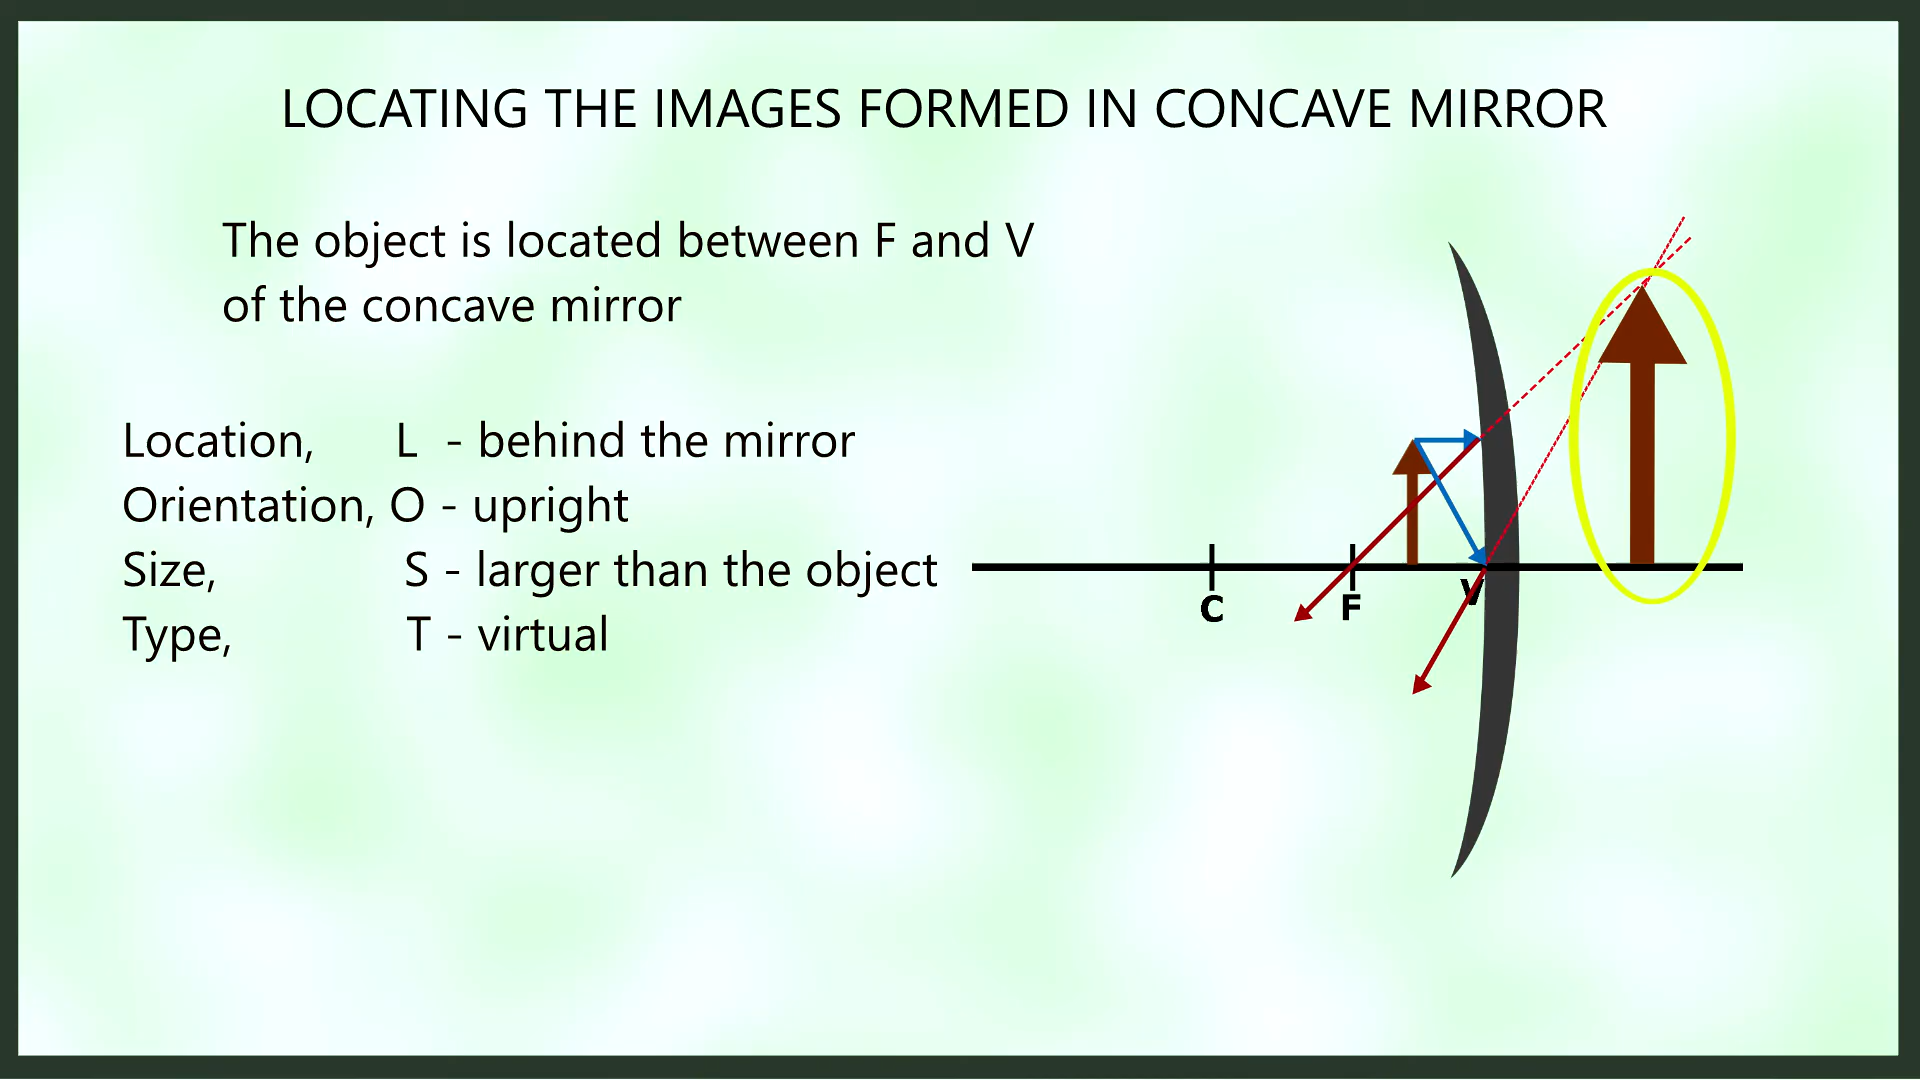 LOCATING THE IMAGES FORMED IN CONCAVE MIRROR
The object is located between F and V
of the concave mirror
Location, L - behind the mirror
Orientation, O - upright
Size, S - larger than the object
Type, T - virtual
C F V